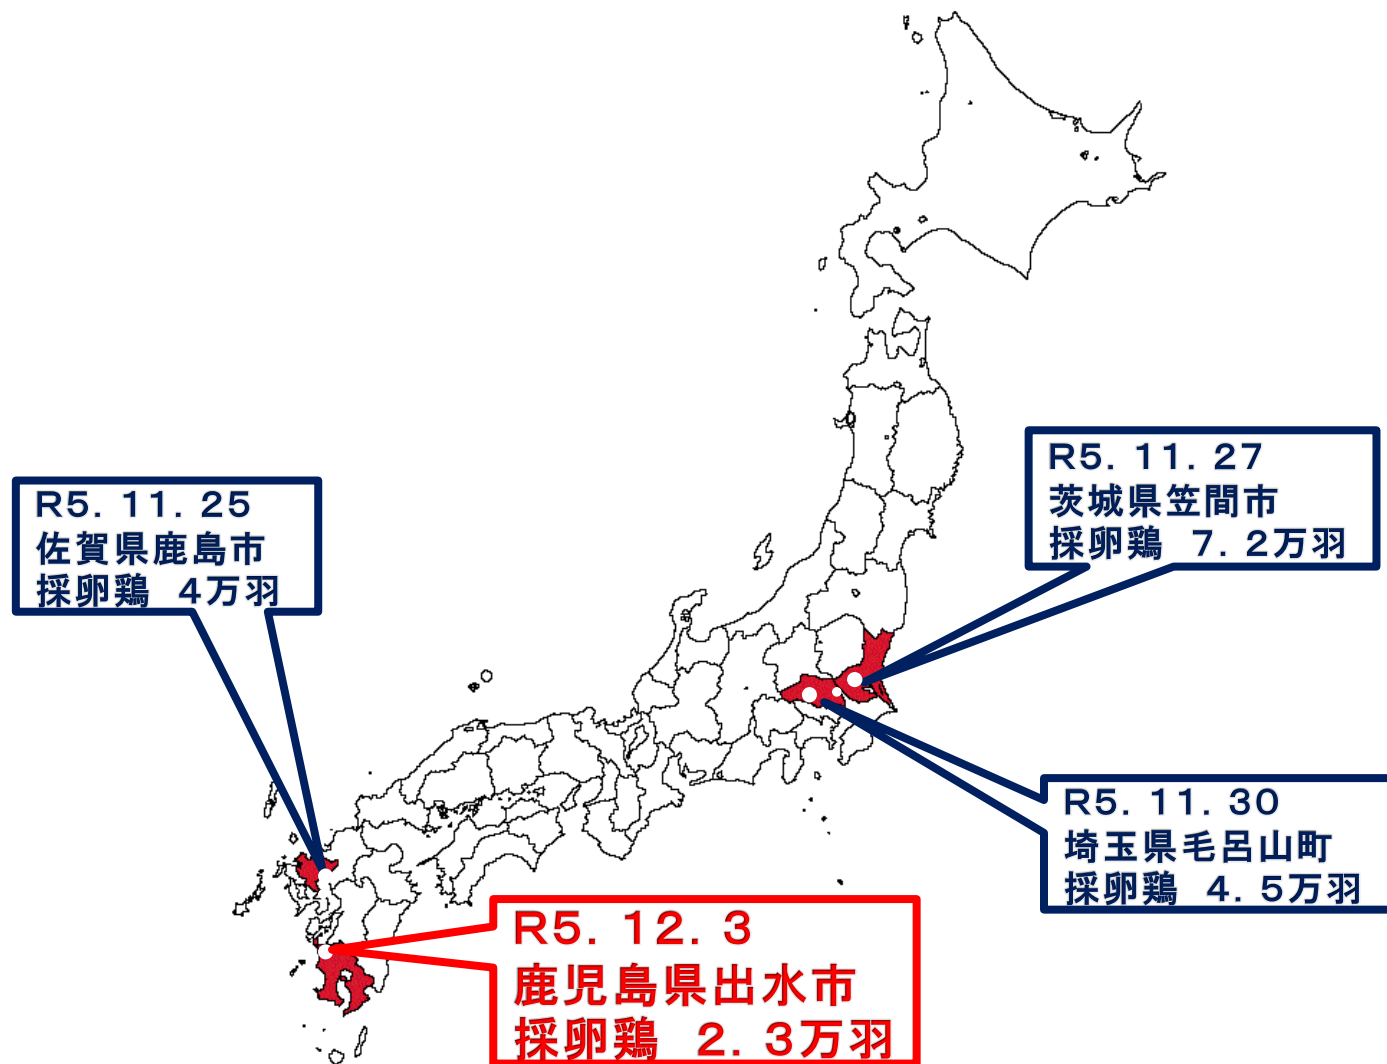 R5. 11. 27
茨城県笠間市
採卵鶏　7. 2万羽
R5. 11. 25
佐賀県鹿島市
採卵鶏　4万羽
R5. 11. 30
埼玉県毛呂山町
採卵鶏　4. 5万羽
R5. 12. 3
鹿児島県出水市
採卵鶏　2. 3万羽